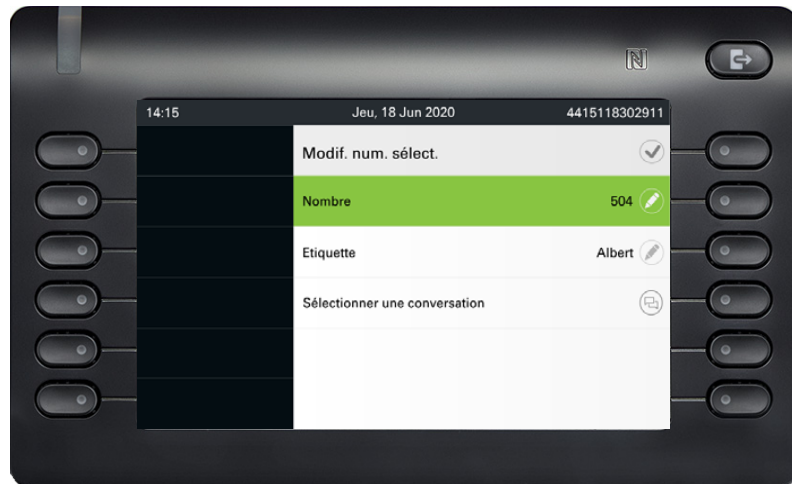 14:15 Jeu, 18 Jun 2020 4415118302911
Modif. num. sélect.
Nombre 504
Etiquette Albert
Sélectionner une conversation